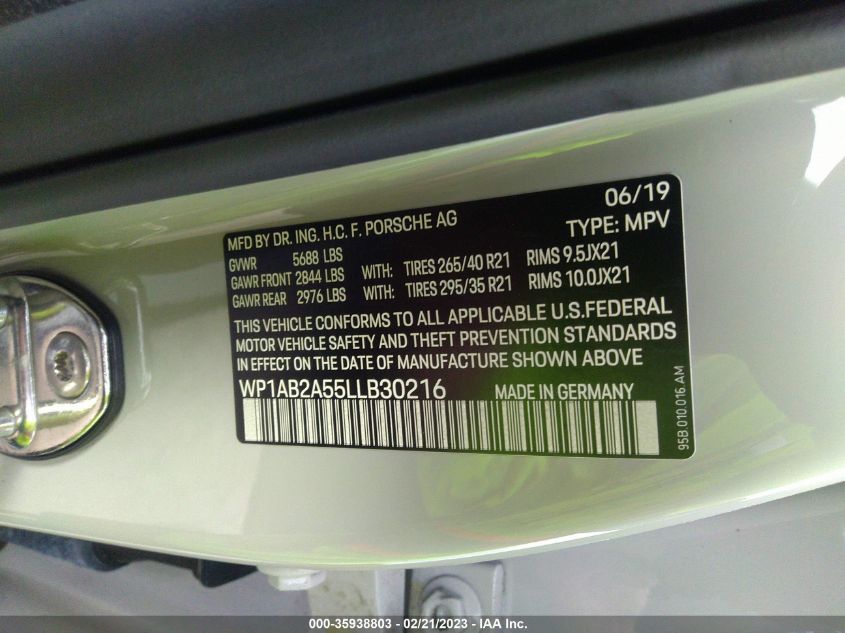 06/19
MFD BY DR. ING. H.C. F. PORSCHE AG TYPE: MPV
GVWR 5688 LBS
GAWR FRONT 2844 LBS WITH: TIRES 265/40 R21 RIMS 9.5JX21
GAWR REAR 2976 LBS WITH: TIRES 295/35 R21 RIMS 10.0JX21
THIS VEHICLE CONFORMS TO ALL APPLICABLE U.S.FEDERAL
MOTOR VEHICLE SAFETY AND THEFT PREVENTION STANDARDS
IN EFFECT ON THE DATE OF MANUFACTURE SHOWN ABOVE
WP1AB2A55LLB30216 MADE IN GERMANY
95B.010.016.AM
000-35938803 - 02/21/2023 - IAA Inc.